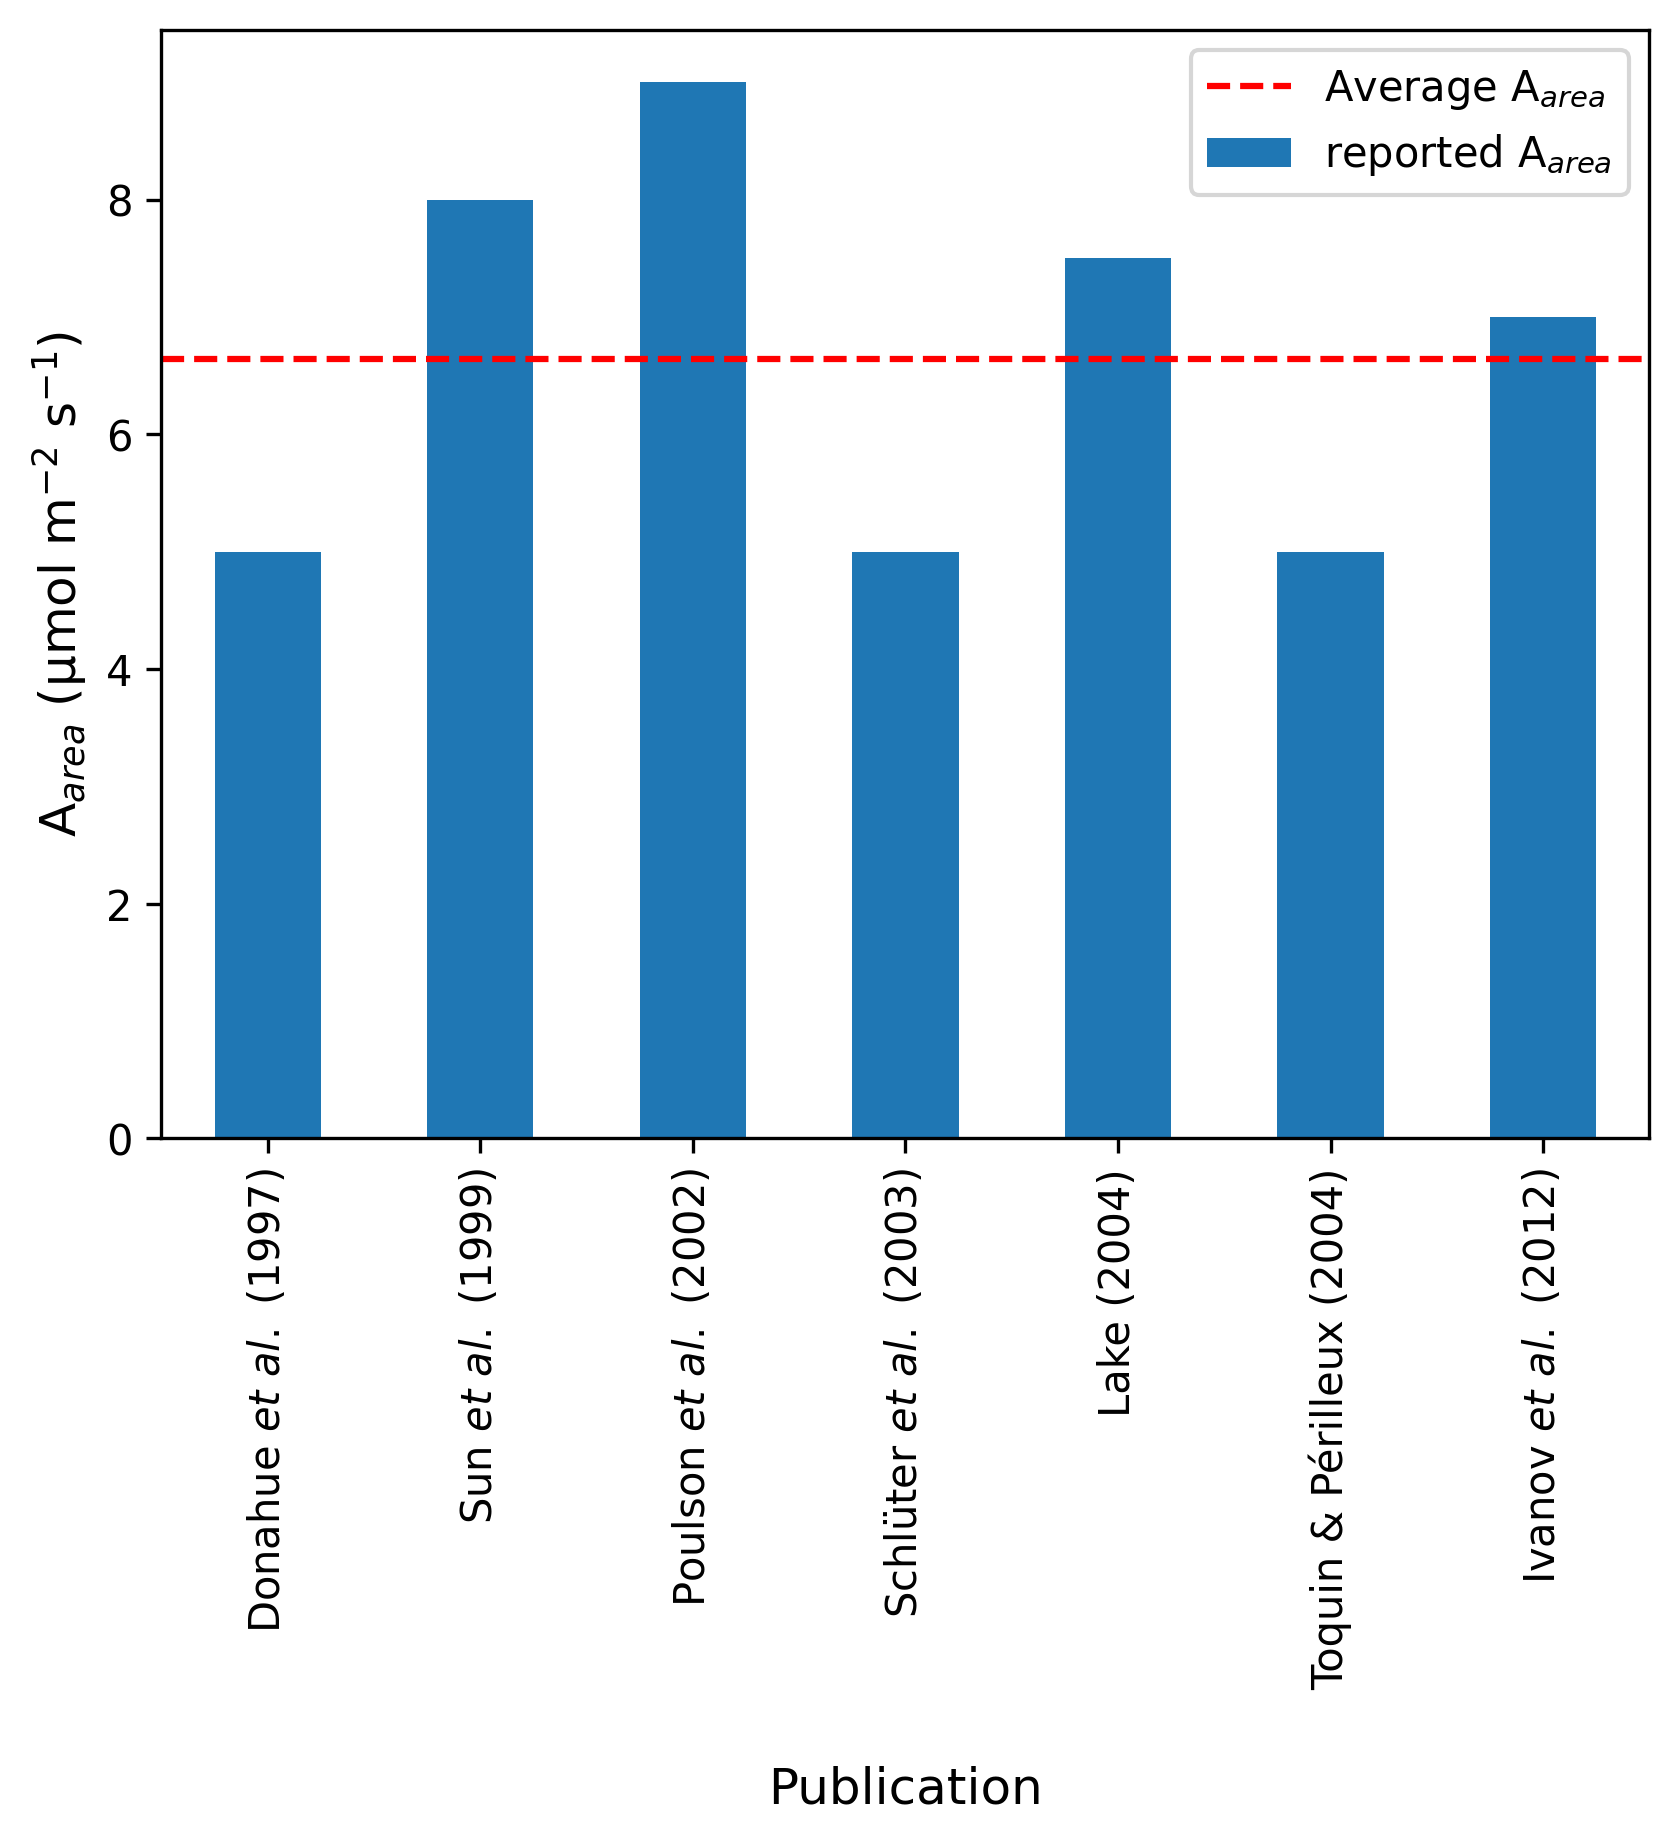 Average A_area
reported A_area
A_area (µmol m⁻² s⁻¹)
8
6
4
2
0
Donahue et al. (1997)
Sun et al. (1999)
Poulson et al. (2002)
Schlüter et al. (2003)
Lake (2004)
Toquin & Périlleux (2004)
Ivanov et al. (2012)
Publication